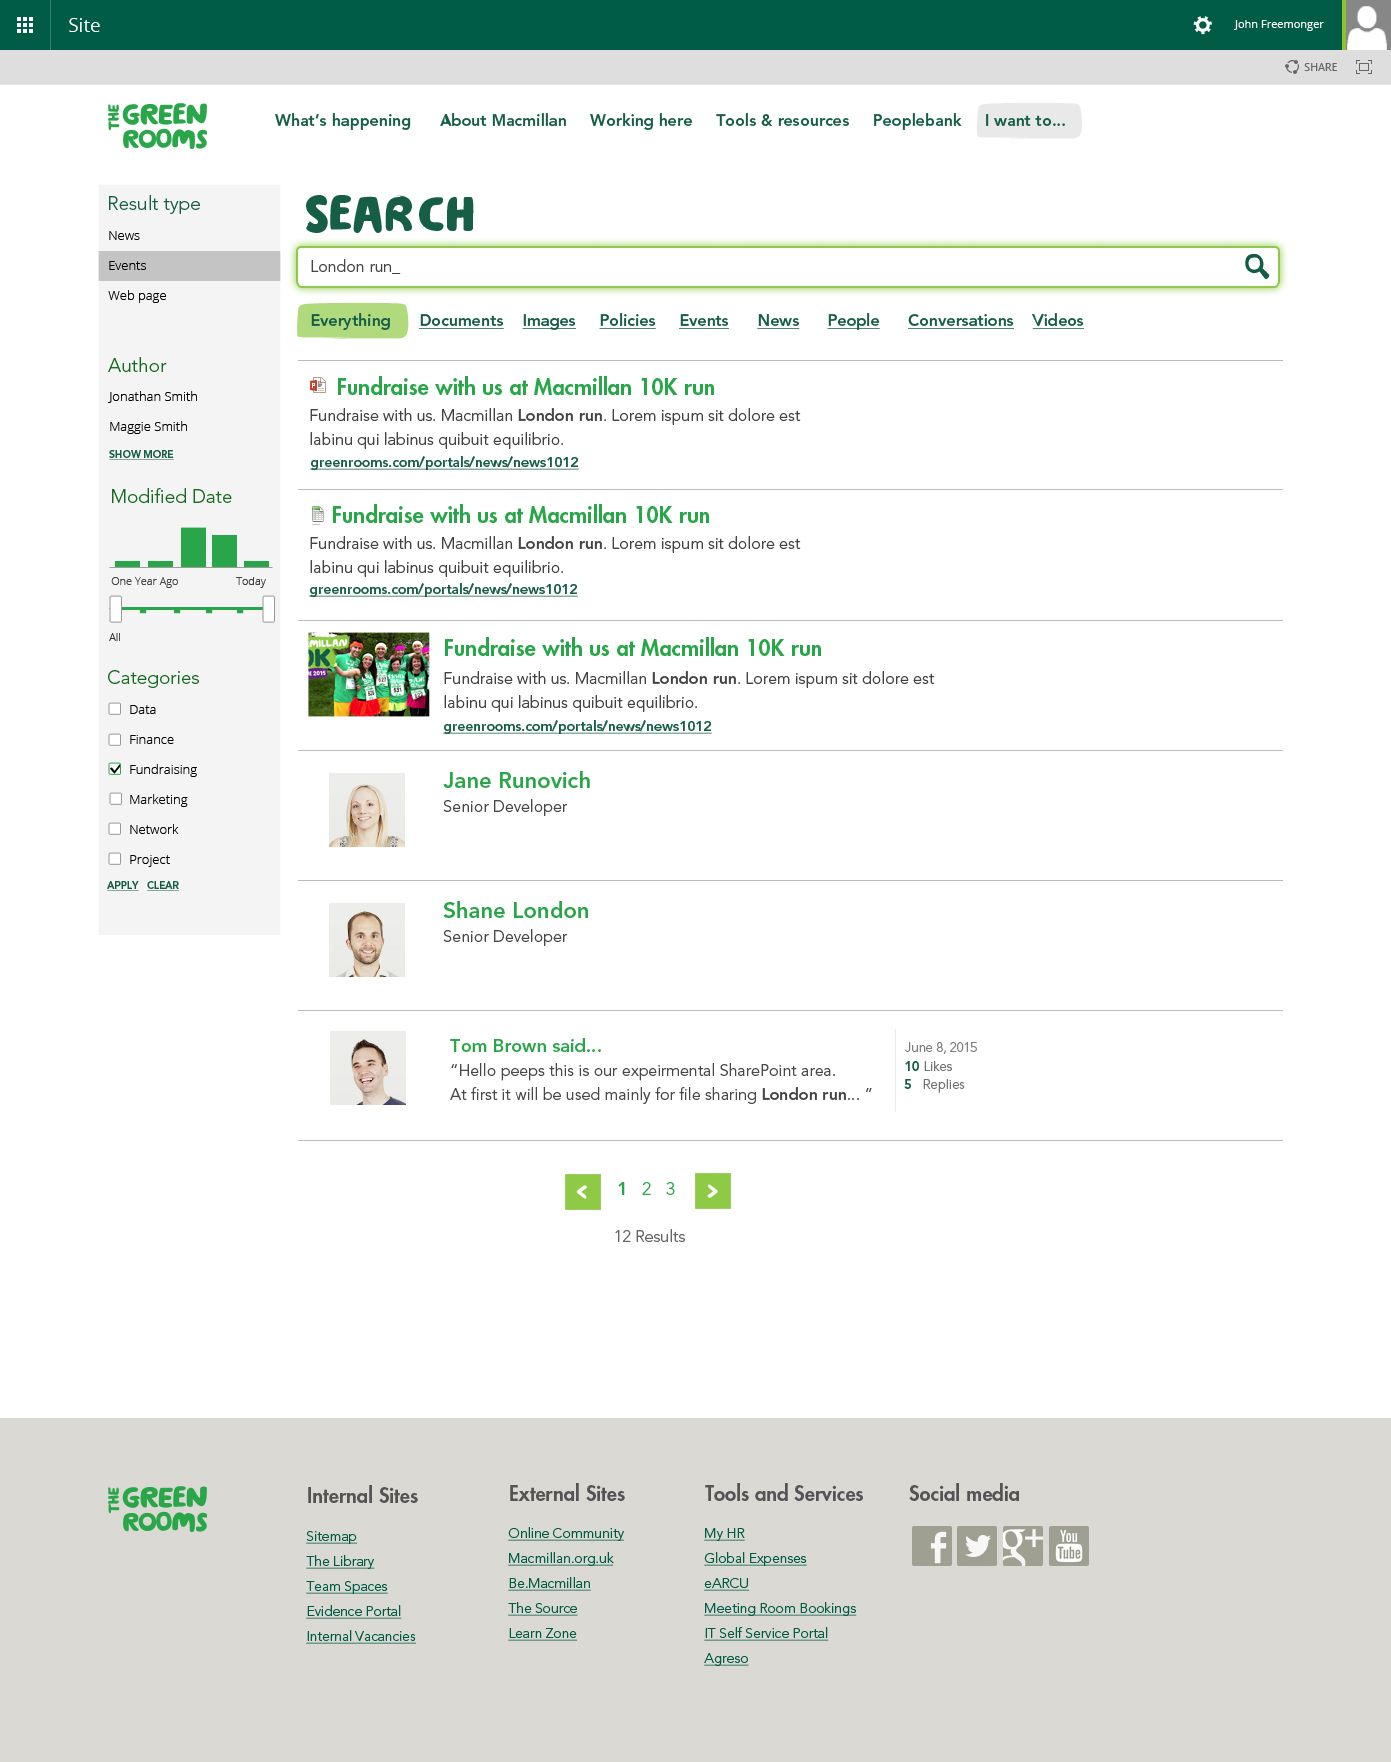 Site
John Freemonger
SHARE
THE GREEN ROOMS
What's happening
About Macmillan
Working here
Tools & resources
Peoplebank
I want to...
Result type
News
Events
Web page
Author
Jonathan Smith
Maggie Smith
SHOW MORE
Modified Date
One Year Ago Today
All
Categories
Data
Finance
Fundraising
Marketing
Network
Project
APPLY CLEAR
SEARCH
London run_
Everything Documents Images Policies Events News People Conversations Videos
Fundraise with us at Macmillan 10K run
Fundraise with us. Macmillan London run. Lorem ispum sit dolore est
labinu qui labinus quibuit equilibrio.
greenrooms.com/portals/news/news1012
Fundraise with us at Macmillan 10K run
Fundraise with us. Macmillan London run. Lorem ispum sit dolore est
labinu qui labinus quibuit equilibrio.
greenrooms.com/portals/news/news1012
Fundraise with us at Macmillan 10K run
Fundraise with us. Macmillan London run. Lorem ispum sit dolore est
labinu qui labinus quibuit equilibrio.
greenrooms.com/portals/news/news1012
Jane Runovich
Senior Developer
Shane London
Senior Developer
Tom Brown said...
“Hello peeps this is our expeirmental SharePoint area.
At first it will be used mainly for file sharing London run... ”
June 8, 2015
10 Likes
5 Replies
< 1 2 3 >
12 Results
THE GREEN ROOMS
Internal Sites
Sitemap
The Library
Team Spaces
Evidence Portal
Internal Vacancies
External Sites
Online Community
Macmillan.org.uk
Be.Macmillan
The Source
Learn Zone
Tools and Services
My HR
Global Expenses
eARCU
Meeting Room Bookings
IT Self Service Portal
Agreso
Social media
You Tube